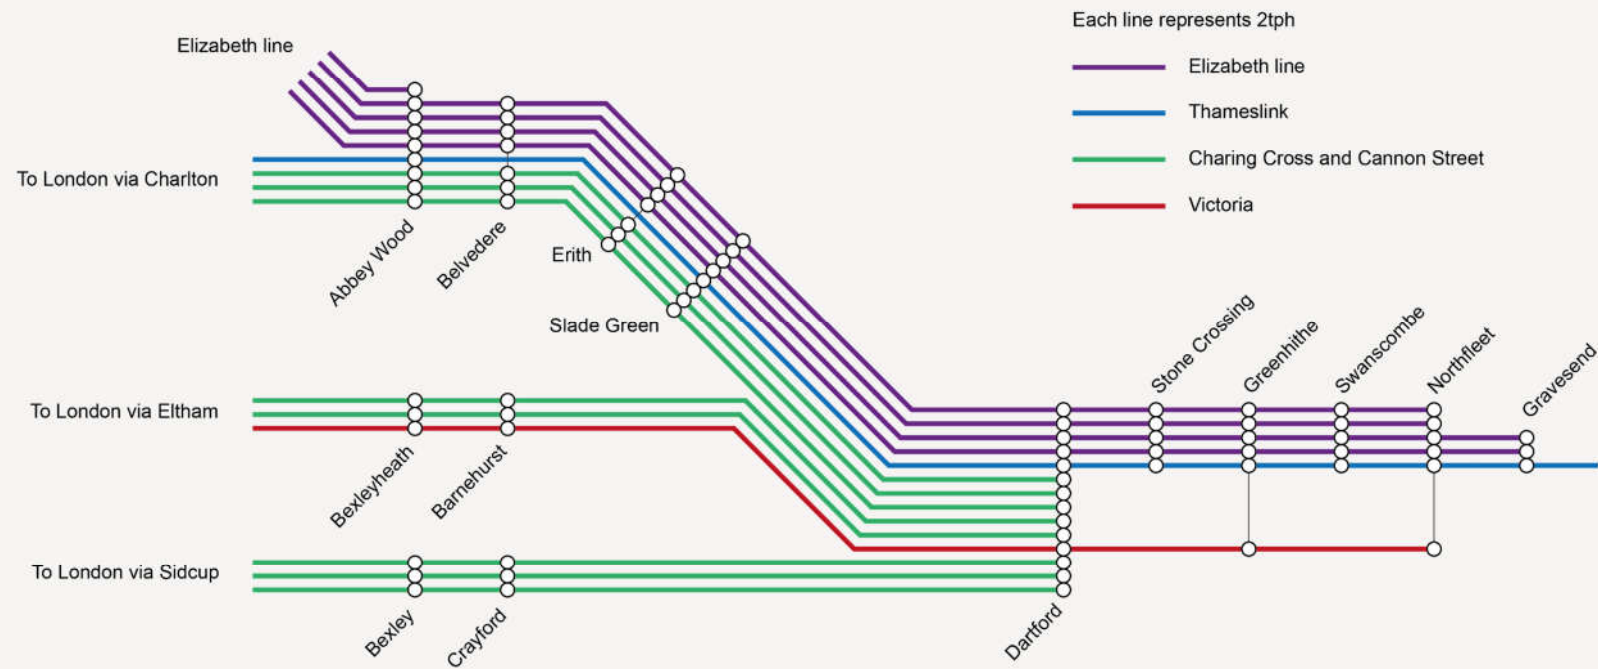 Each line represents 2tph
Elizabeth line
Elizabeth line
Thameslink
Charing Cross and Cannon Street
Victoria
To London via Charlton
Abbey Wood
Belvedere
Erith
Slade Green
Stone Crossing
Greenhithe
Swanscombe
Northfleet
Gravesend
To London via Eltham
Bexleyheath
Barnehurst
To London via Sidcup
Bexley
Crayford
Dartford